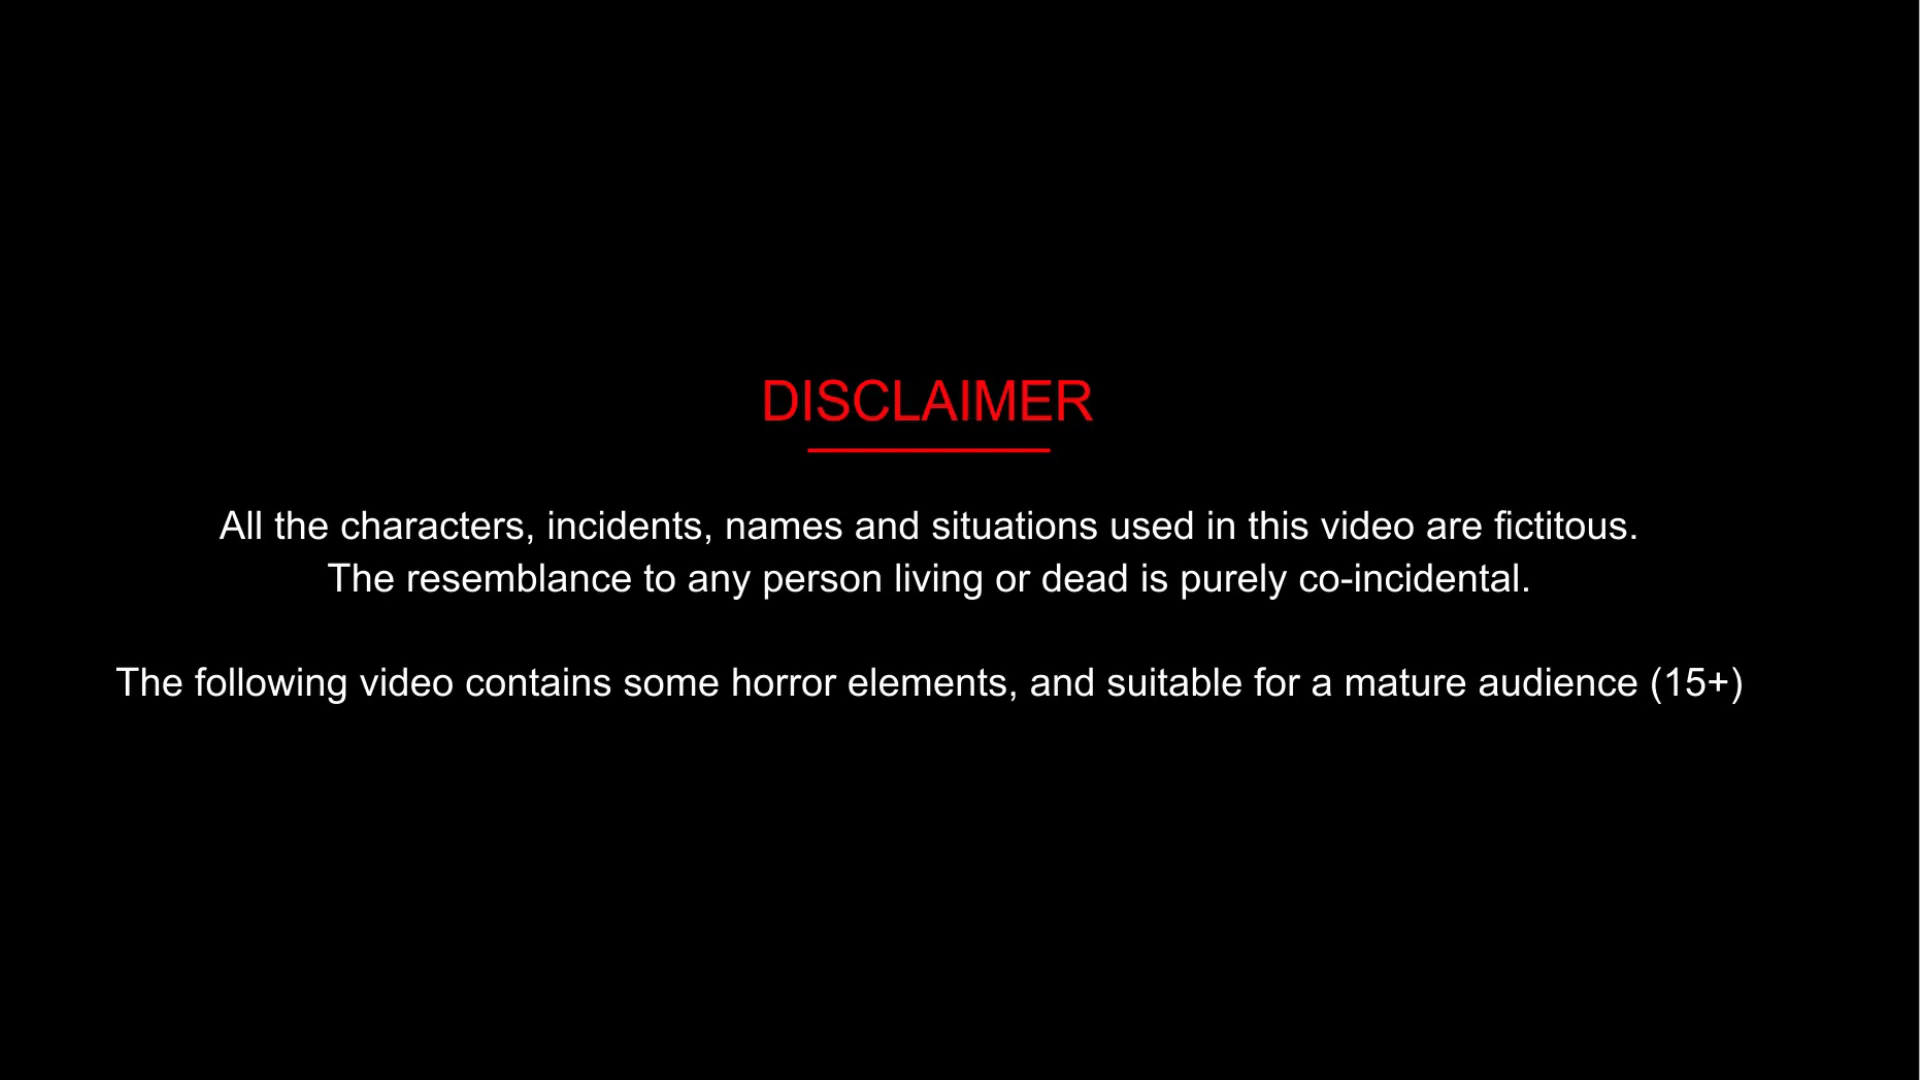 DISCLAIMER
All the characters, incidents, names and situations used in this video are fictitous.
The resemblance to any person living or dead is purely co-incidental.
The following video contains some horror elements, and suitable for a mature audience (15+)